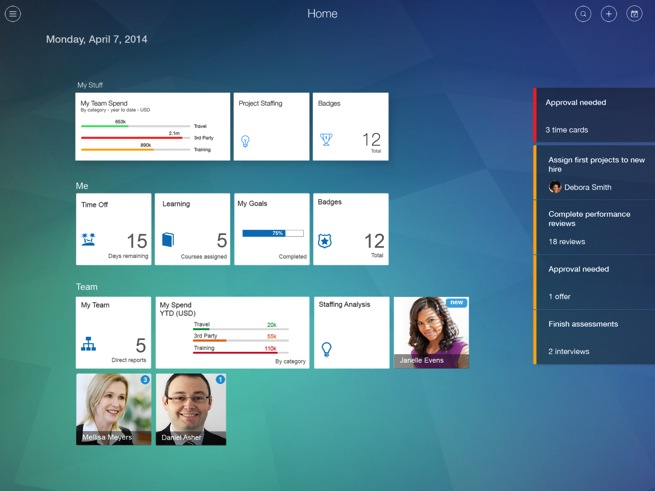 Home
Monday, April 7, 2014
My Stuff
My Team Spend
By category - year to date - USD
653k
Travel
2.1m
3rd Party
890k
Training
Project Staffing
Badges
12
Total
Me
Time Off
15
Days remaining
Learning
5
Courses assigned
My Goals
75%
Completed
Badges
12
Total
Team
My Team
5
Direct reports
My Spend
YTD (USD)
Travel
20k
3rd Party
55k
Training
110k
By category
Staffing Analysis
new
Janelle Evens
3
Mellisa Meyers
1
Daniel Asher
Approval needed
3 time cards
Assign first projects to new
hire
Debora Smith
Complete performance
reviews
18 reviews
Approval needed
1 offer
Finish assessments
2 interviews